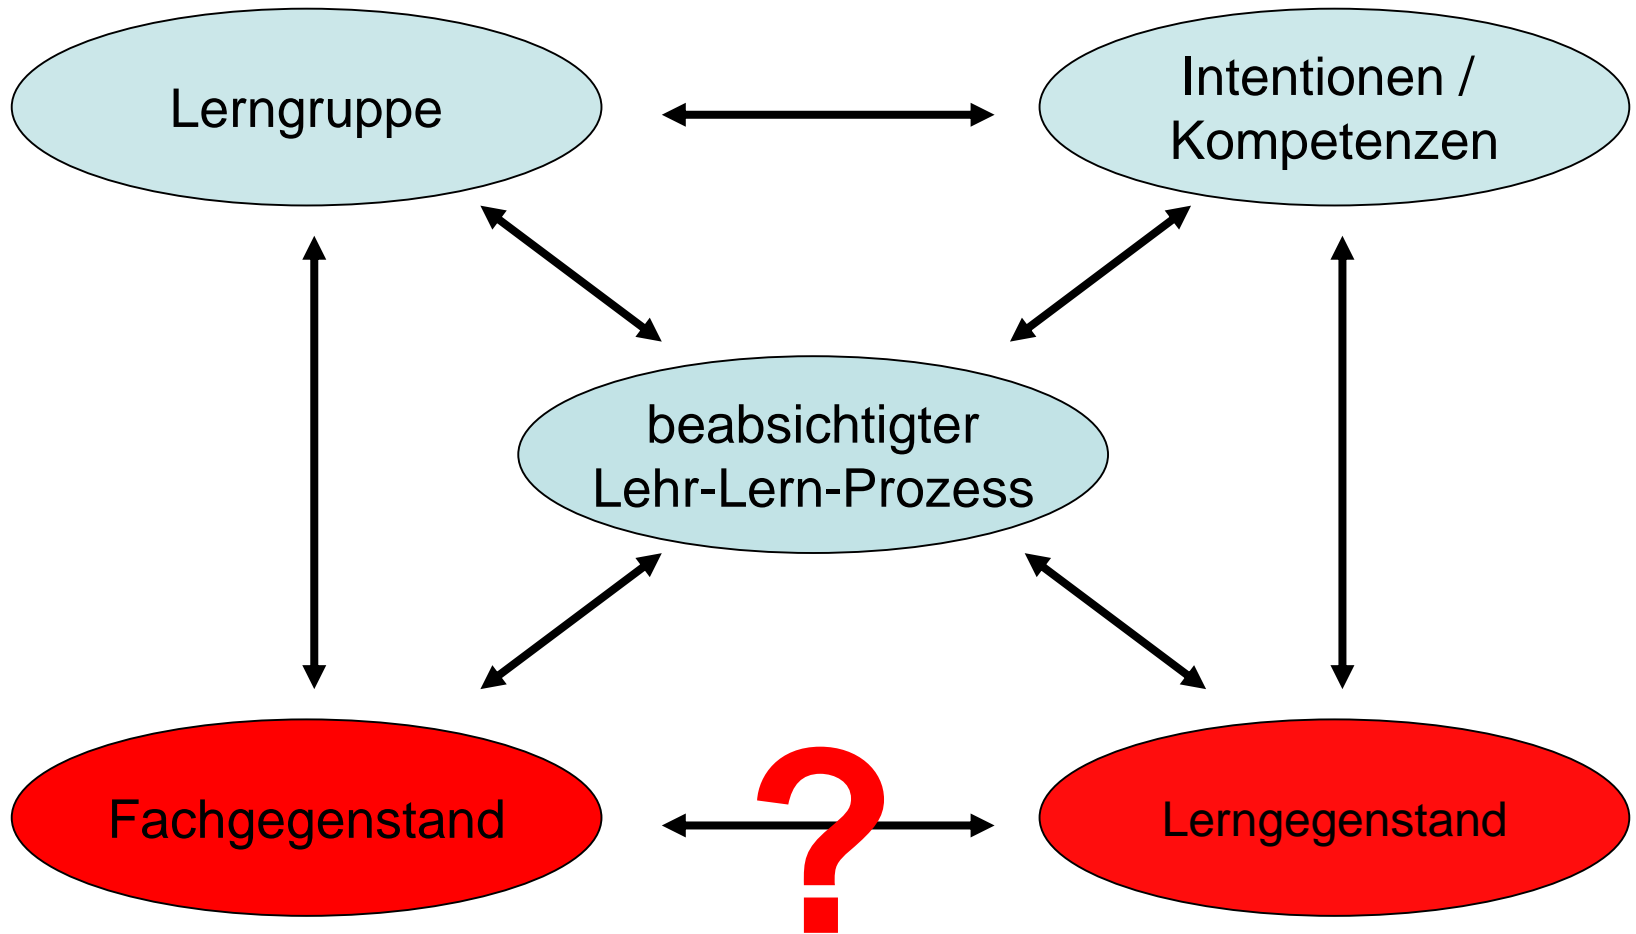 Lerngruppe
Intentionen /
Kompetenzen
beabsichtigter
Lehr-Lern-Prozess
Fachgegenstand
?
Lerngegenstand